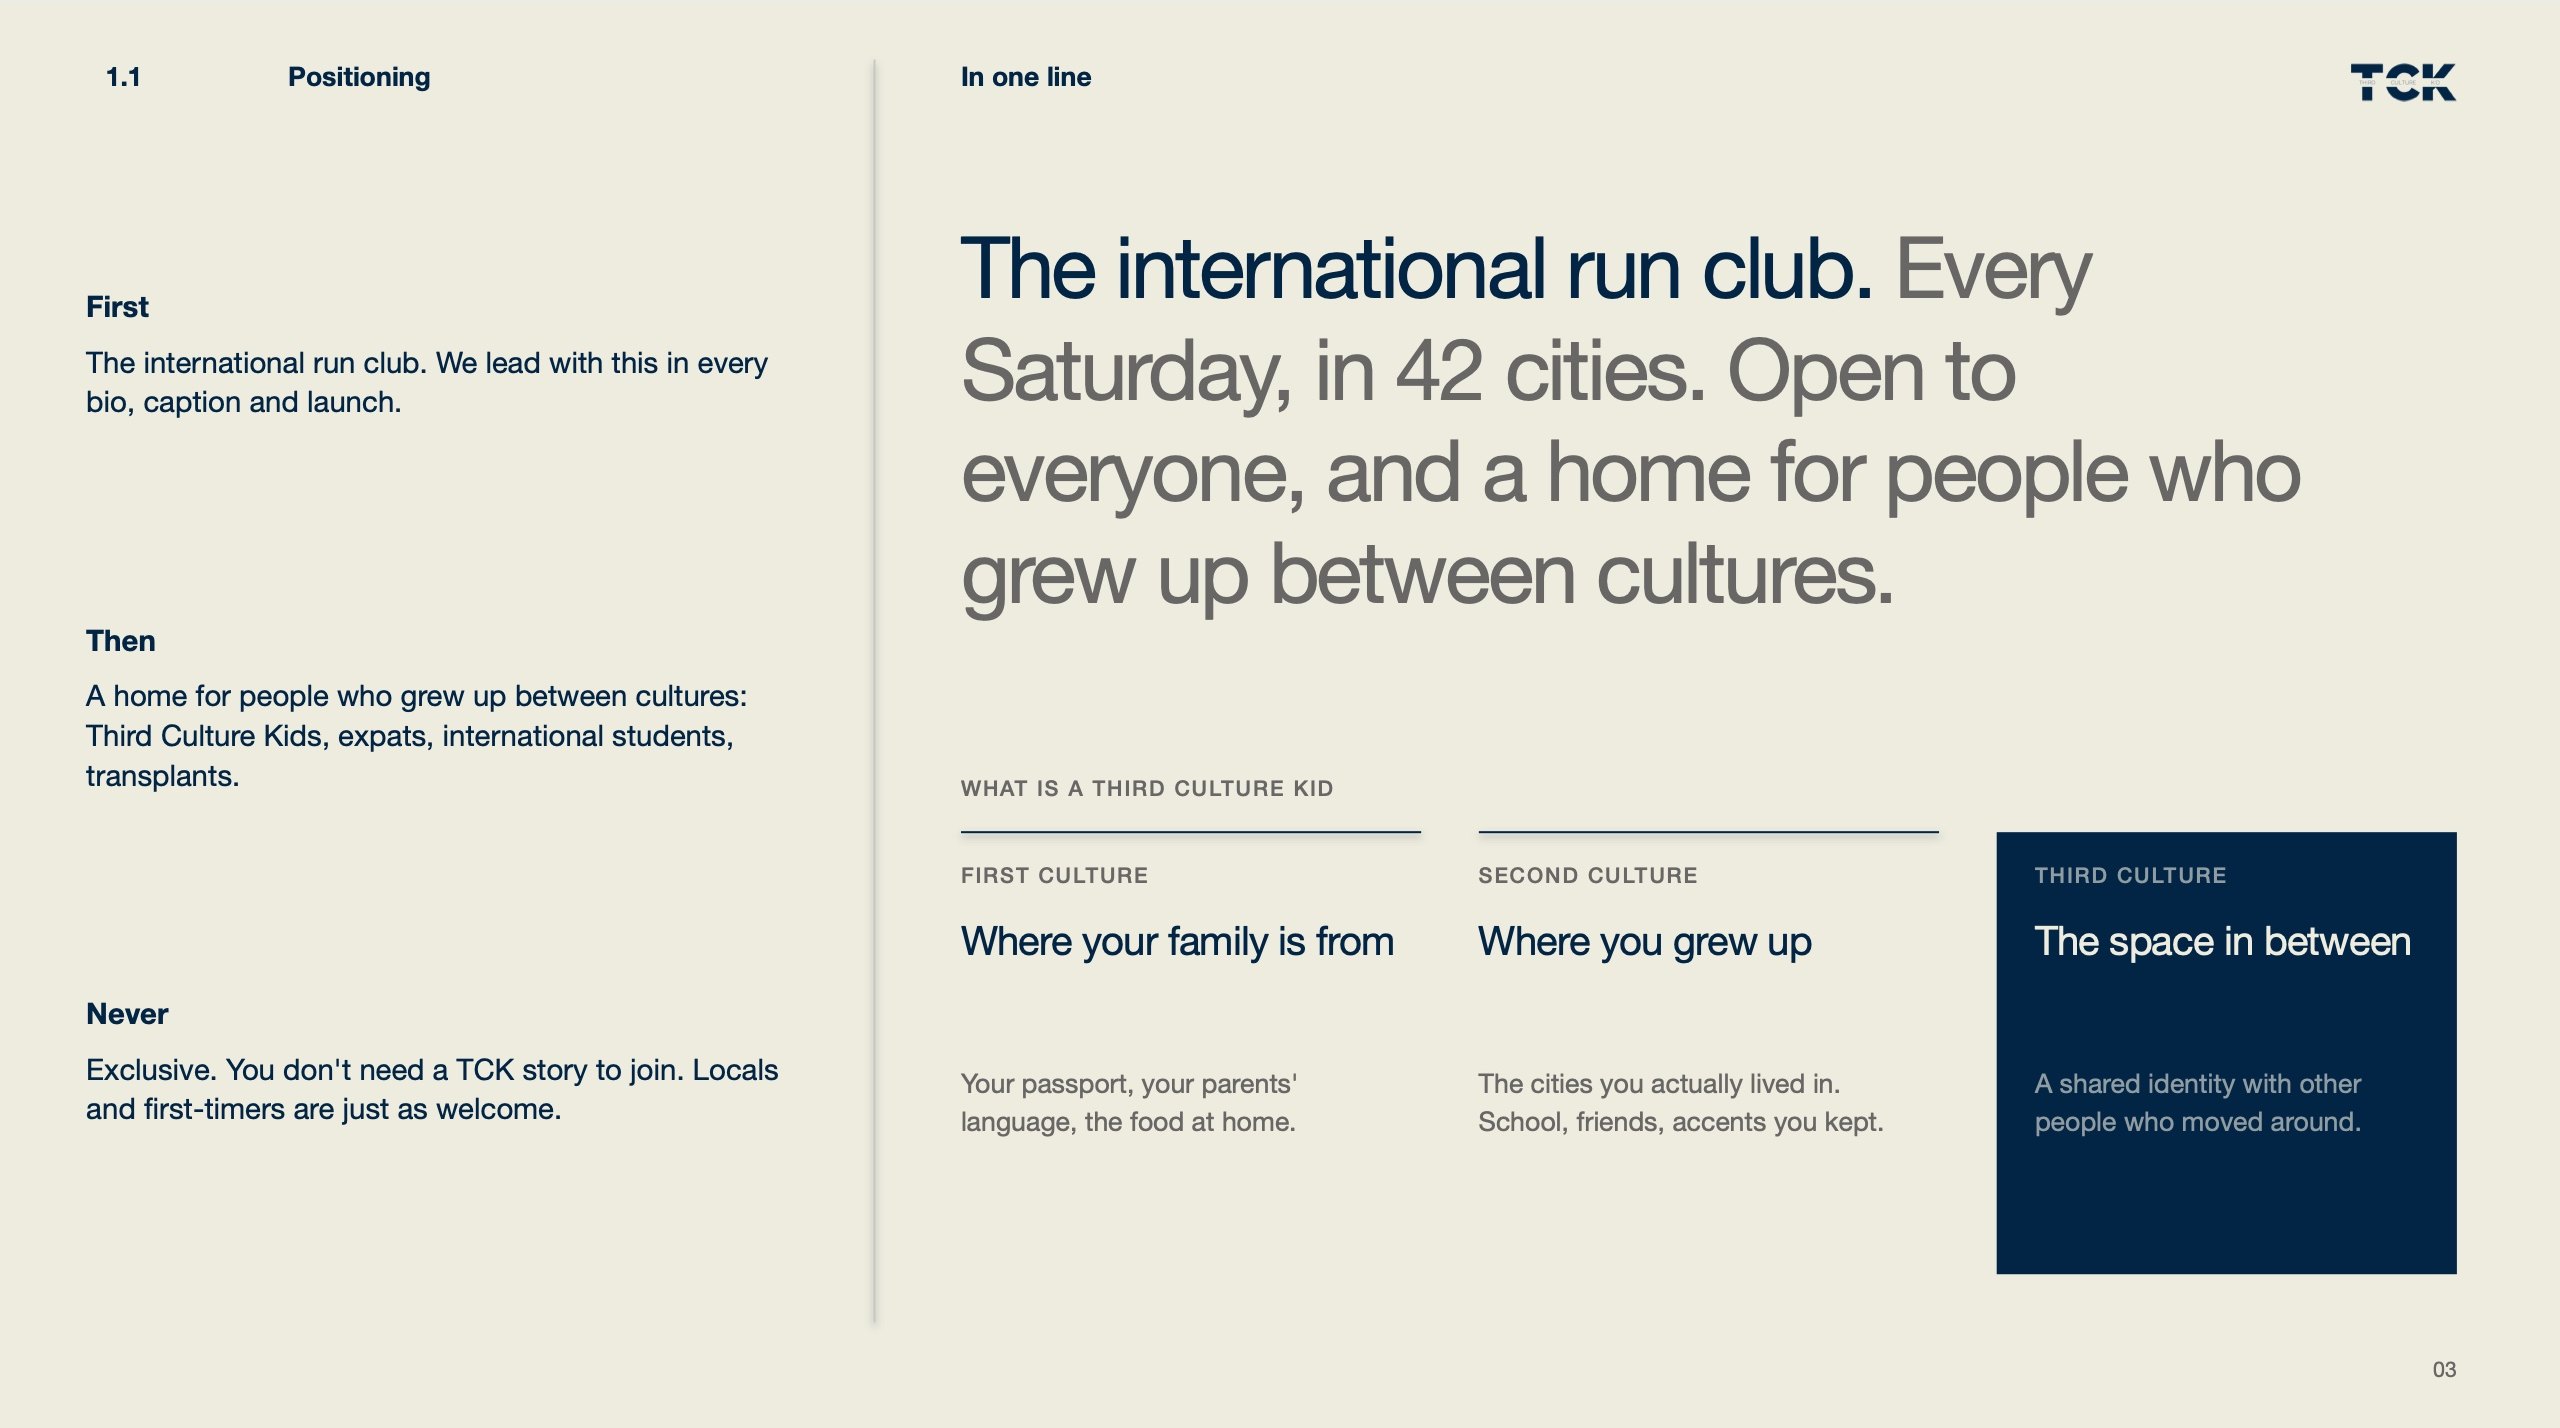 1.1 Positioning
First
The international run club. We lead with this in every
bio, caption and launch.
Then
A home for people who grew up between cultures:
Third Culture Kids, expats, international students,
transplants.
Never
Exclusive. You don't need a TCK story to join. Locals
and first-timers are just as welcome.
In one line
TCK
THIRD CULTURE KID
The international run club. Every
Saturday, in 42 cities. Open to
everyone, and a home for people who
grew up between cultures.
WHAT IS A THIRD CULTURE KID
FIRST CULTURE
Where your family is from
Your passport, your parents'
language, the food at home.
SECOND CULTURE
Where you grew up
The cities you actually lived in.
School, friends, accents you kept.
THIRD CULTURE
The space in between
A shared identity with other
people who moved around.
03